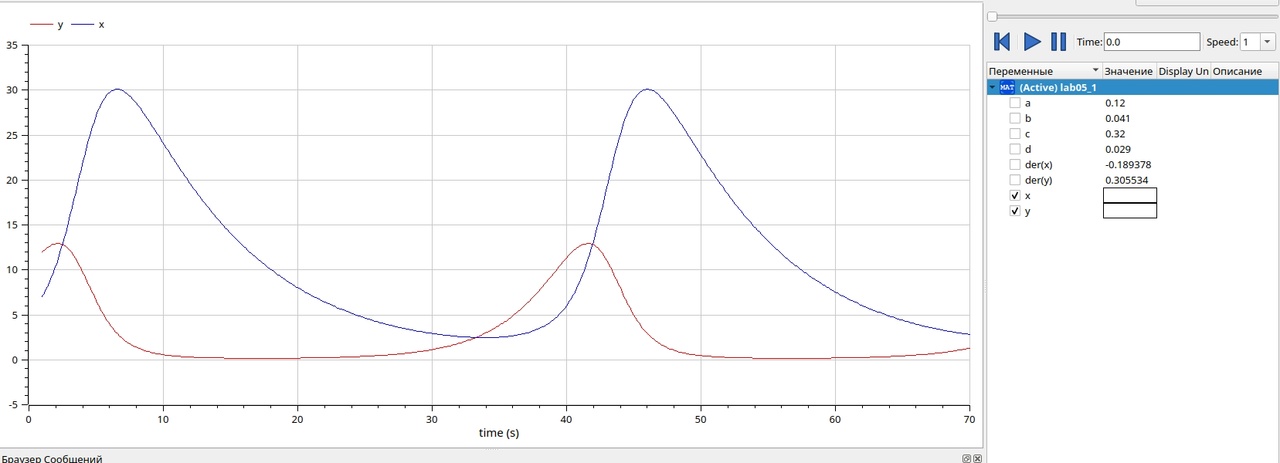 y x
35
30
25
20
15
10
5
0
-5
0 10 20 30 40 50 60 70
time (s)
Time: 0.0 Speed: 1
Переменные Значение Display Un Описание
MAT (Active) lab05_1
a 0.12
b 0.041
c 0.32
d 0.029
der(x) -0.189378
der(y) 0.305534
x
y
Браузер Сообщений